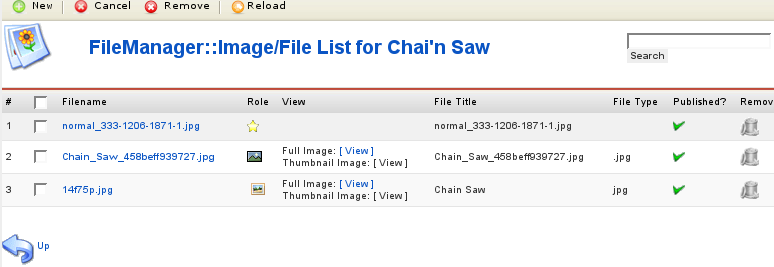 New Cancel Remove Reload
FileManager::Image/File List for Chai'n Saw
Search
# Filename Role View File Title File Type Published? Remov
1 normal_333-1206-1871-1.jpg normal_333-1206-1871-1.jpg
2 Chain_Saw_458beff939727.jpg Full Image: [ View ] Chain_Saw_458beff939727.jpg .jpg
Thumbnail Image: [ View ]
3 14f75p.jpg Full Image: [ View ] Chain Saw jpg
Thumbnail Image: [ View ]
Up